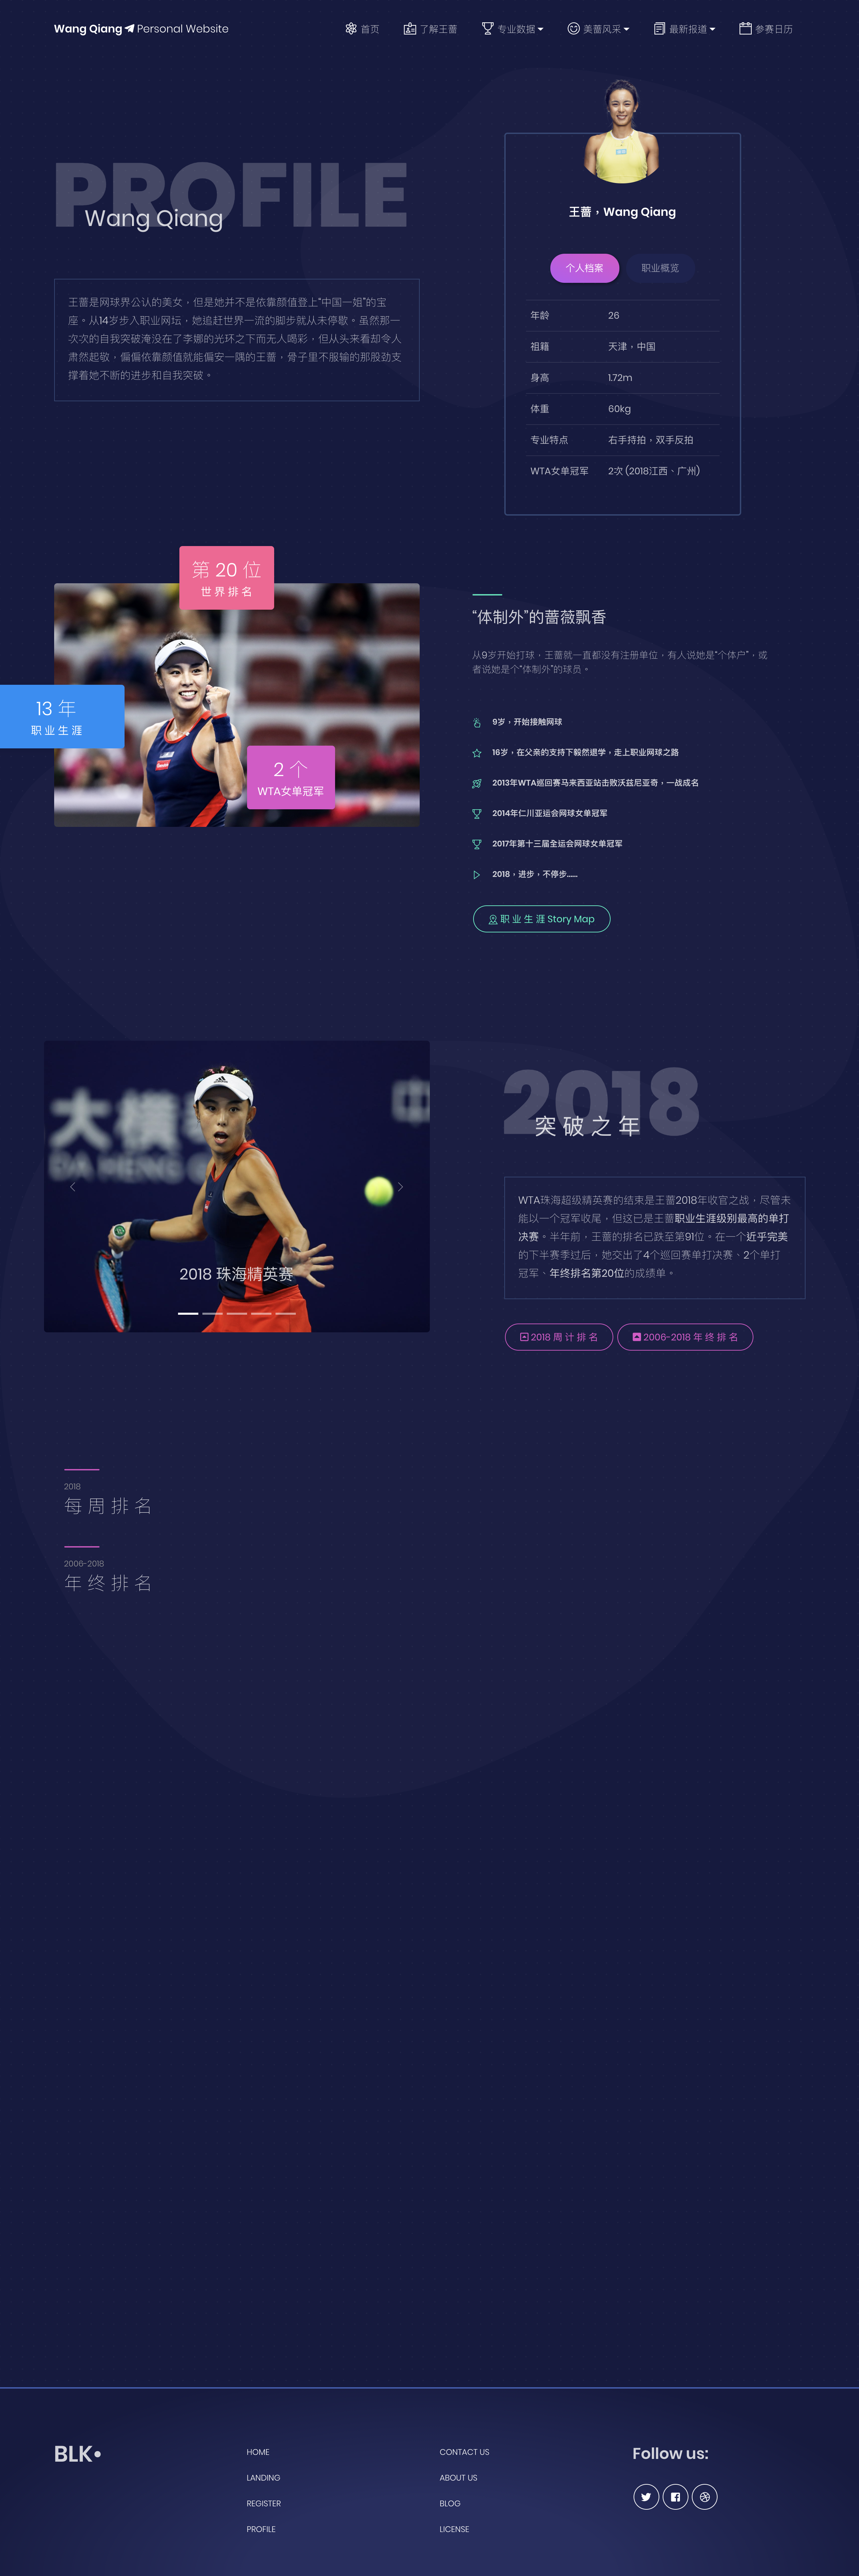 Wang Qiang Personal Website
首页
了解王蔷
专业数据
美蔷风采
最新报道
参赛日历
PROFILE
Wang Qiang
王蔷是网球界公认的美女，但是她并不是依靠颜值登上“中国一姐”的宝
座。从14岁步入职业网坛，她追赶世界一流的脚步就从未停歇。虽然那一
次次的自我突破淹没在了李娜的光环之下而无人喝彩，但从头来看却令人
肃然起敬，偏偏依靠颜值就能偏安一隅的王蔷，骨子里不服输的那股劲支
撑着她不断的进步和自我突破。
王蔷，Wang Qiang
个人档案
职业概览
年龄 26
祖籍 天津，中国
身高 1.72m
体重 60kg
专业特点 右手持拍，双手反拍
WTA女单冠军 2次 (2018江西、广州)
第 20 位
世界排名
13 年
职业生涯
2 个
WTA女单冠军
“体制外”的蔷薇飘香
从9岁开始打球，王蔷就一直都没有注册单位，有人说她是“个体户”，或
者说她是个“体制外”的球员。
9岁，开始接触网球
16岁，在父亲的支持下毅然退学，走上职业网球之路
2013年WTA巡回赛马来西亚站击败沃兹尼亚奇，一战成名
2014年仁川亚运会网球女单冠军
2017年第十三届全运会网球女单冠军
2018，进步，不停步......
职业生涯 Story Map
大横
DA HENG
中
2018 珠海精英赛
2018
突破之年
WTA珠海超级精英赛的结束是王蔷2018年收官之战，尽管未
能以一个冠军收尾，但这已是王蔷职业生涯级别最高的单打
决赛。半年前，王蔷的排名已跌至第91位。在一个近乎完美
的下半赛季过后，她交出了4个巡回赛单打决赛、2个单打
冠军、年终排名第20位的成绩单。
2018 周计排名
2006-2018 年终排名
2018
每周排名
2006-2018
年终排名
BLK•
HOME
LANDING
REGISTER
PROFILE
CONTACT US
ABOUT US
BLOG
LICENSE
Follow us: